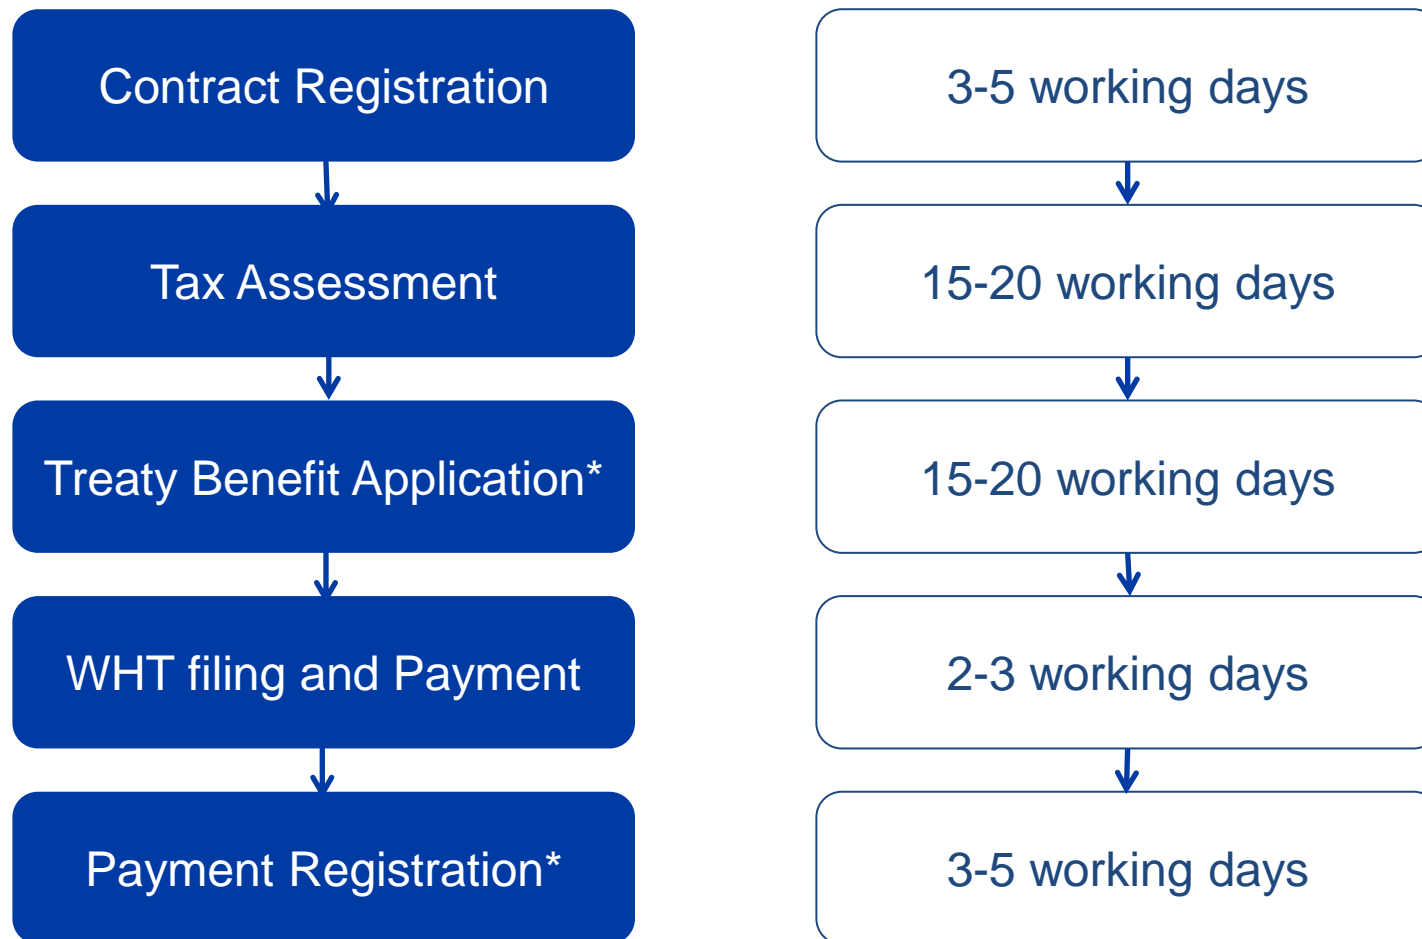 Contract Registration
3-5 working days
Tax Assessment
15-20 working days
Treaty Benefit Application*
15-20 working days
WHT filing and Payment
2-3 working days
Payment Registration*
3-5 working days